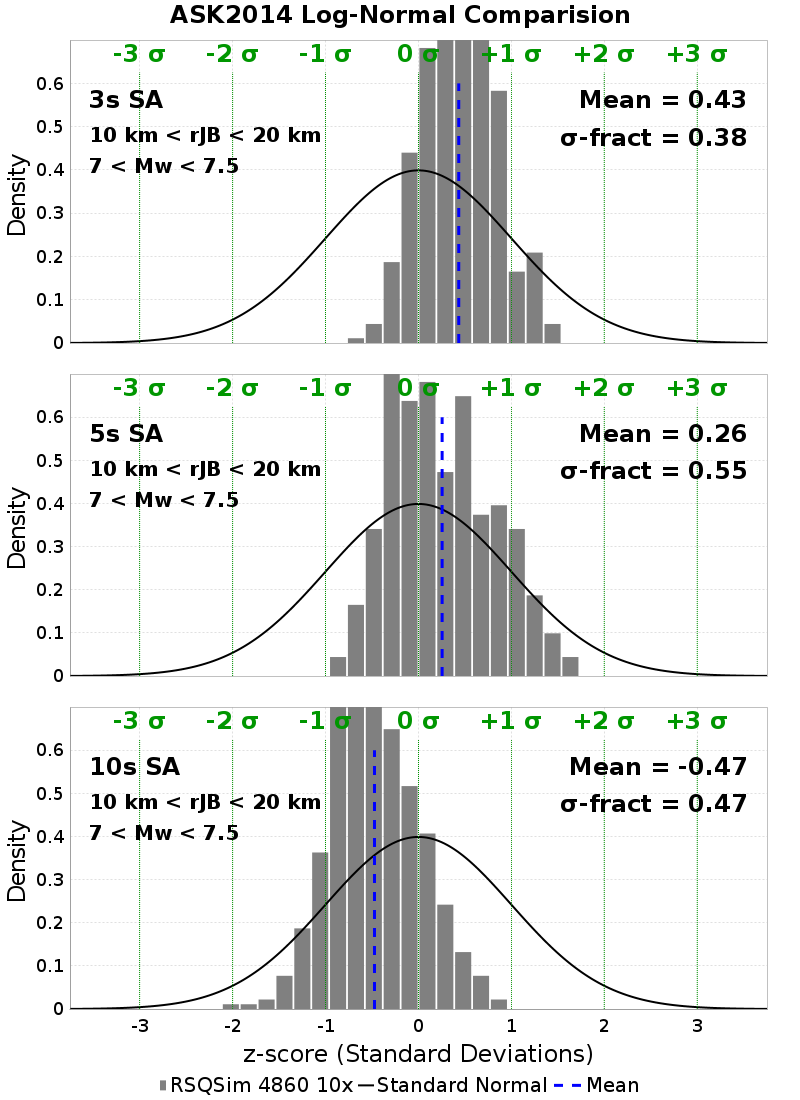 ASK2014 Log-Normal Comparision
-3 σ -2 σ -1 σ 0 σ +1 σ +2 σ +3 σ
3s SA
10 km < rJB < 20 km
7 < Mw < 7.5
Mean = 0.43
σ-fract = 0.38
Density
0.6
0.5
0.4
0.3
0.2
0.1
0
-3 σ -2 σ -1 σ 0 σ +1 σ +2 σ +3 σ
5s SA
10 km < rJB < 20 km
7 < Mw < 7.5
Mean = 0.26
σ-fract = 0.55
Density
0.6
0.5
0.4
0.3
0.2
0.1
0
-3 σ -2 σ -1 σ 0 σ +1 σ +2 σ +3 σ
10s SA
10 km < rJB < 20 km
7 < Mw < 7.5
Mean = -0.47
σ-fract = 0.47
Density
0.6
0.5
0.4
0.3
0.2
0.1
0
-3 -2 -1 0 1 2 3
z-score (Standard Deviations)
RSQSim 4860 10x Standard Normal Mean